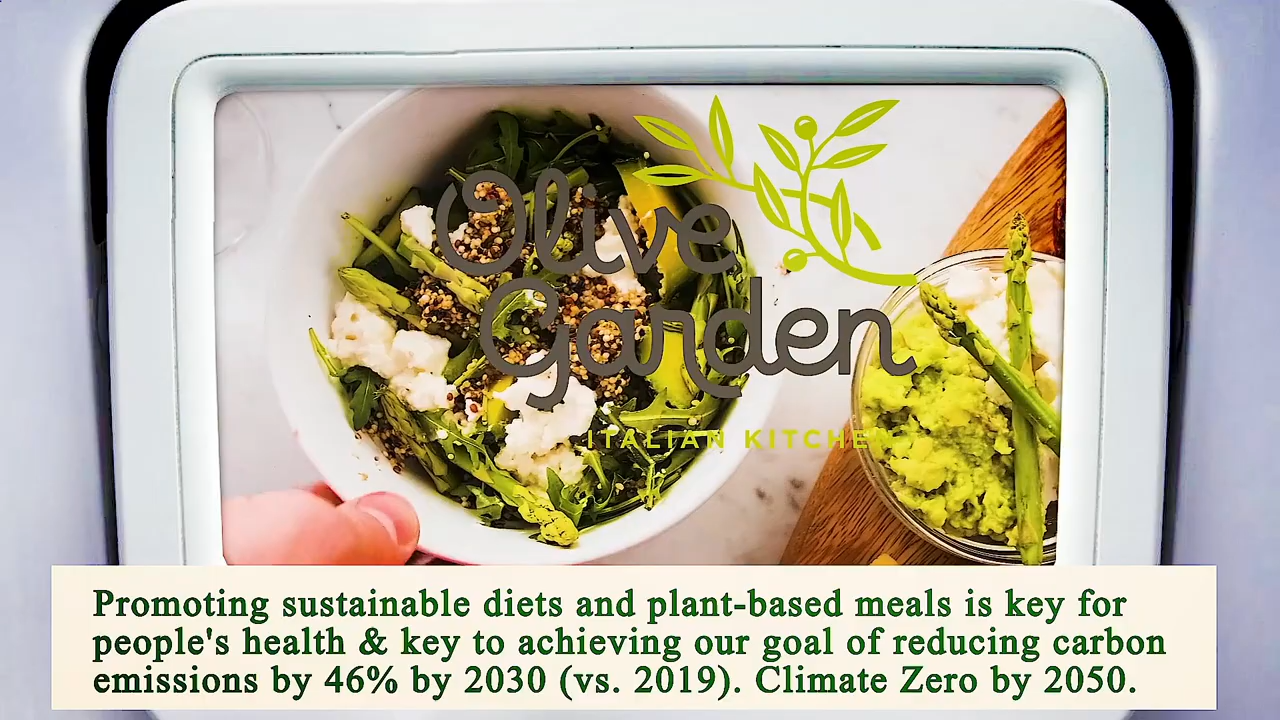 Olive
Garden
ITALIAN KITCHEN
Promoting sustainable diets and plant-based meals is key for
people's health & key to achieving our goal of reducing carbon
emissions by 46% by 2030 (vs. 2019). Climate Zero by 2050.